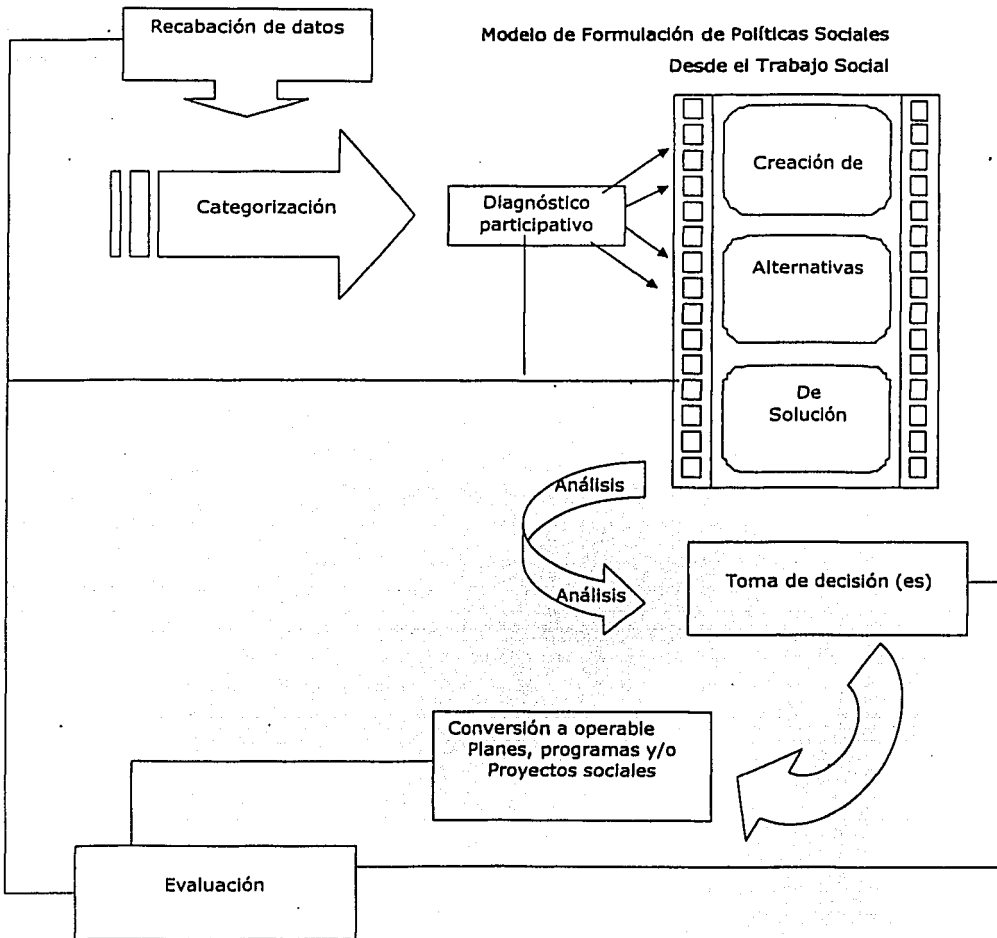 Recabación de datos
Modelo de Formulación de Políticas Sociales
Desde el Trabajo Social
Categorización
Diagnóstico
participativo
Creación de
Alternativas
De
Solución
Análisis
Análisis
Toma de decisión (es)
Conversión a operable
Planes, programas y/o
Proyectos sociales
Evaluación